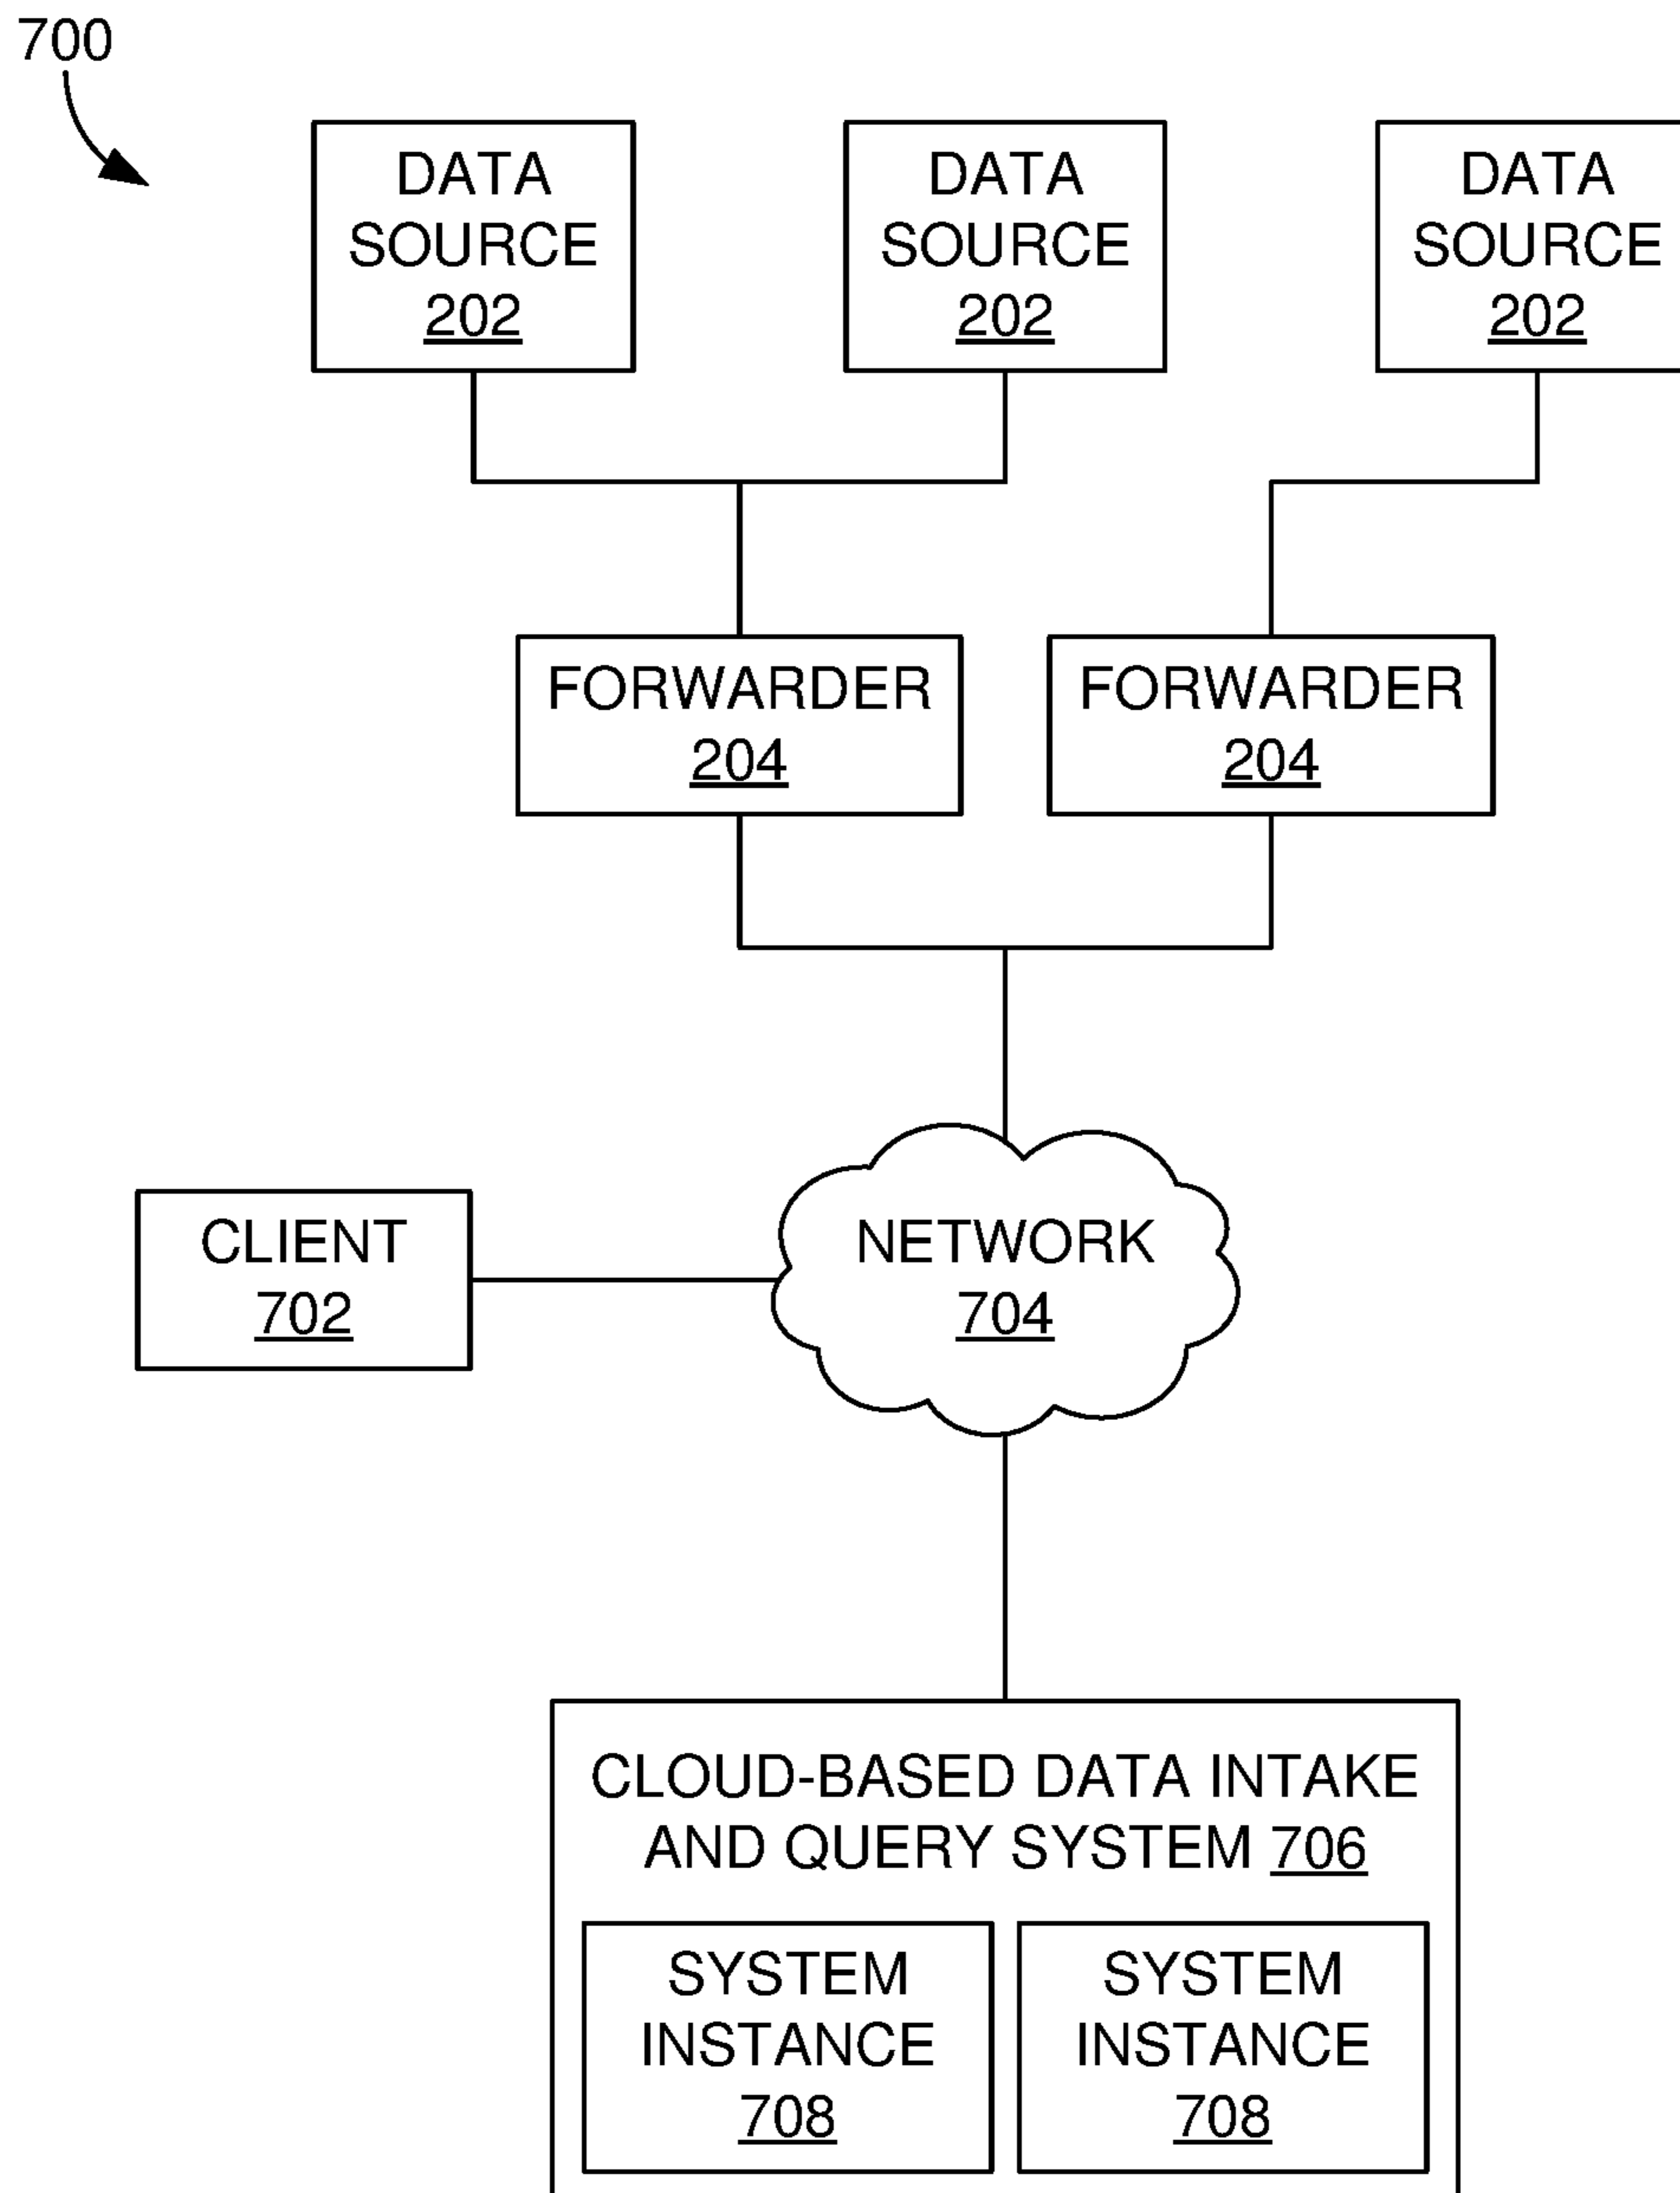 700
DATA
SOURCE
202
DATA
SOURCE
202
DATA
SOURCE
202
FORWARDER
204
FORWARDER
204
CLIENT
702
NETWORK
704
CLOUD-BASED DATA INTAKE
AND QUERY SYSTEM 706
SYSTEM
INSTANCE
708
SYSTEM
INSTANCE
708